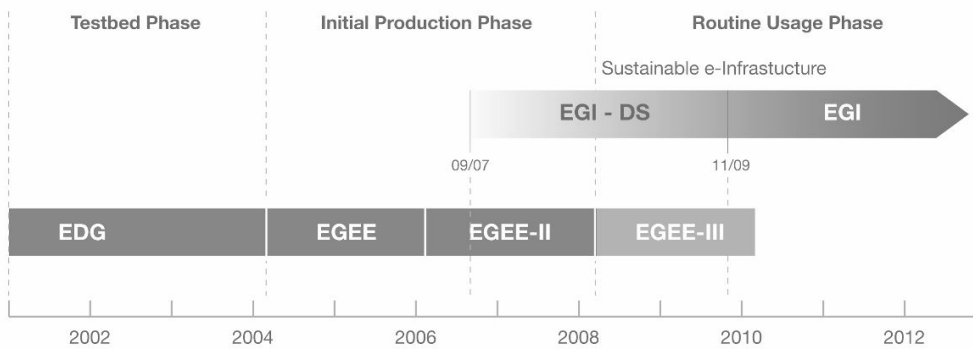 Testbed Phase
Initial Production Phase
Routine Usage Phase
Sustainable e-Infrastucture
EGI - DS
EGI
09/07
11/09
EDG
EGEE
EGEE-II
EGEE-III
2002
2004
2006
2008
2010
2012